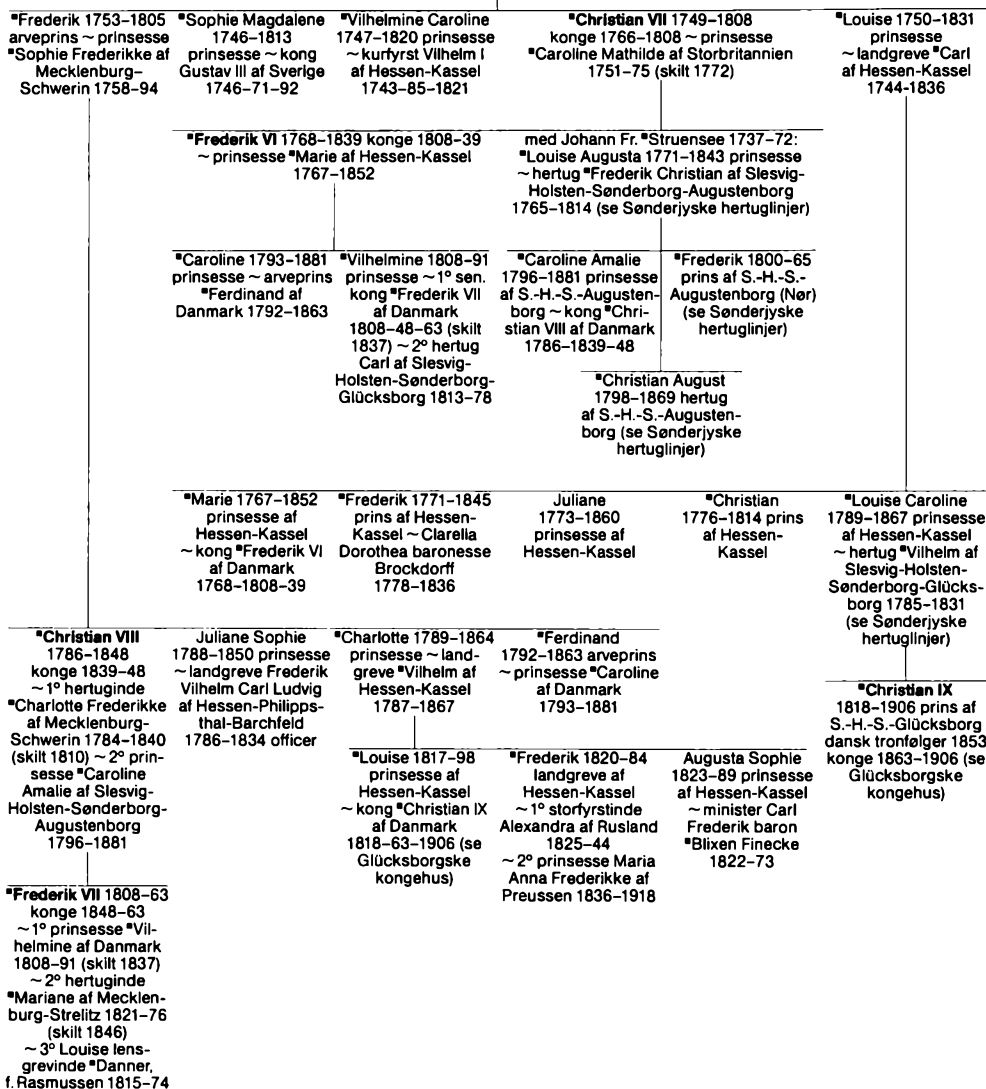 ▪Frederik 1753–1805
arveprins ~ prinsesse
▪Sophie Frederikke af
Mecklenburg-
Schwerin 1758–94
▪Sophie Magdalene
1746–1813
prinsesse ~ kong
Gustav III af Sverige
1746–71–92
▪Vilhelmine Caroline
1747–1820 prinsesse
~ kurfyrst Vilhelm I
af Hessen-Kassel
1743–85–1821
▪Christian VII 1749–1808
konge 1766–1808 ~ prinsesse
▪Caroline Mathilde af Storbritannien
1751–75 (skilt 1772)
▪Louise 1750–1831
prinsesse
~ landgreve ▪Carl
af Hessen-Kassel
1744–1836
▪Frederik VI 1768–1839 konge 1808–39
~ prinsesse ▪Marie af Hessen-Kassel
1767–1852
med Johann Fr. ▪Struensee 1737–72:
▪Louise Augusta 1771–1843 prinsesse
~ hertug ▪Frederik Christian af Slesvig-
Holsten-Sønderborg-Augustenborg
1765–1814 (se Sønderjyske hertuglinjer)
▪Caroline 1793–1881
prinsesse ~ arveprins
▪Ferdinand af
Danmark 1792–1863
▪Vilhelmine 1808–91
prinsesse ~ 1° sen.
kong ▪Frederik VII
af Danmark
1808–48–63 (skilt
1837) ~ 2° hertug
Carl af Slesvig-
Holsten-Sønderborg-
Glücksborg 1813–78
▪Caroline Amalie
1796–1881 prinsesse
af S.-H.-S.-Augusten-
borg ~ kong ▪Chri-
stian VIII af Danmark
1786–1839–48
▪Frederik 1800–65
prins af S.-H.-S.-
Augustenborg (Nør)
(se Sønderjyske
hertuglinjer)
▪Christian August
1798–1869 hertug
af S.-H.-S.-Augusten-
borg (se Sønderjyske
hertuglinjer)
▪Marie 1767–1852
prinsesse af
Hessen-Kassel
~ kong ▪Frederik VI
af Danmark
1768–1808–39
▪Frederik 1771–1845
prins af Hessen-
Kassel ~ Clarelia
Dorothea baronesse
Brockdorff
1778–1836
Juliane
1773–1860
prinsesse af
Hessen-Kassel
▪Christian
1776–1814 prins
af Hessen-
Kassel
▪Louise Caroline
1789–1867 prinsesse
af Hessen-Kassel
~ hertug ▪Vilhelm af
Slesvig-Holsten-
Sønderborg-Glücks-
borg 1785–1831
(se Sønderjyske
hertuglinjer)
▪Christian VIII
1786–1848
konge 1839–48
~ 1° hertuginde
▪Charlotte Frederikke
af Mecklenburg-
Schwerin 1784–1840
(skilt 1810) ~ 2° prin-
sesse ▪Caroline
Amalie af Slesvig-
Holsten-Sønderborg-
Augustenborg
1796–1881
Juliane Sophie
1788–1850 prinsesse
~ landgreve Frederik
Vilhelm Carl Ludvig
af Hessen-Philipps-
thal-Barchfeld
1786–1834 officer
▪Charlotte 1789–1864
prinsesse ~ land-
greve ▪Vilhelm af
Hessen-Kassel
1787–1867
▪Ferdinand
1792–1863 arveprins
~ prinsesse ▪Caroline
af Danmark
1793–1881
▪Christian IX
1818–1906 prins af
S.-H.-S.-Glücksborg
dansk tronfølger 1853
konge 1863–1906 (se
Glücksborgske
kongehus)
▪Louise 1817–98
prinsesse af
Hessen-Kassel
~ kong ▪Christian IX
af Danmark
1818–63–1906 (se
Glücksborgske
kongehus)
▪Frederik 1820–84
landgreve af
Hessen-Kassel
~ 1° storfyrstinde
Alexandra af Rusland
1825–44
~ 2° prinsesse Maria
Anna Frederikke af
Preussen 1836–1918
Augusta Sophie
1823–89 prinsesse
af Hessen-Kassel
~ minister Carl
Frederik baron
▪Blixen Finecke
1822–73
▪Frederik VII 1808–63
konge 1848–63
~ 1° prinsesse ▪Vil-
helmine af Danmark
1808–91 (skilt 1837)
~ 2° hertuginde
▪Mariane af Mecklen-
burg-Strelitz 1821–76
(skilt 1846)
~ 3° Louise lens-
grevinde ▪Danner,
f. Rasmussen 1815–74